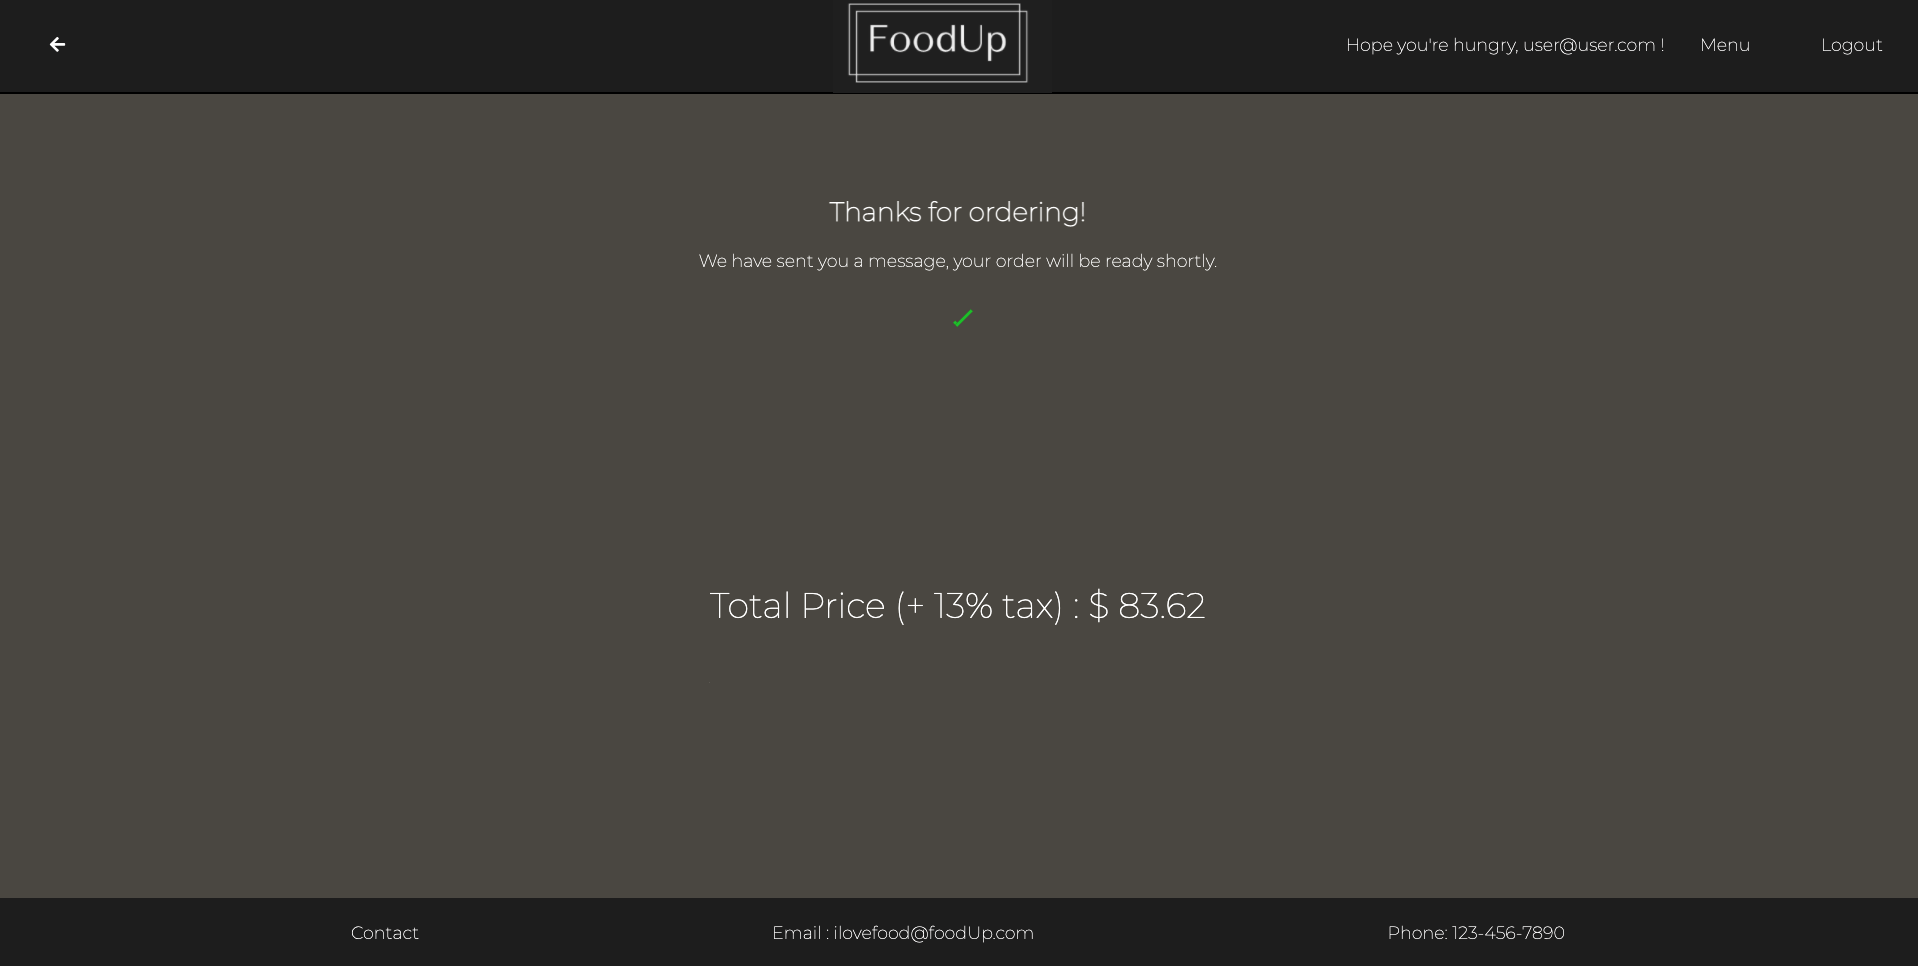 FoodUp
Hope you're hungry, user@user.com ! Menu Logout
Thanks for ordering!
We have sent you a message, your order will be ready shortly.
Total Price (+ 13% tax) : $ 83.62
Contact Email : ilovefood@foodUp.com Phone: 123-456-7890